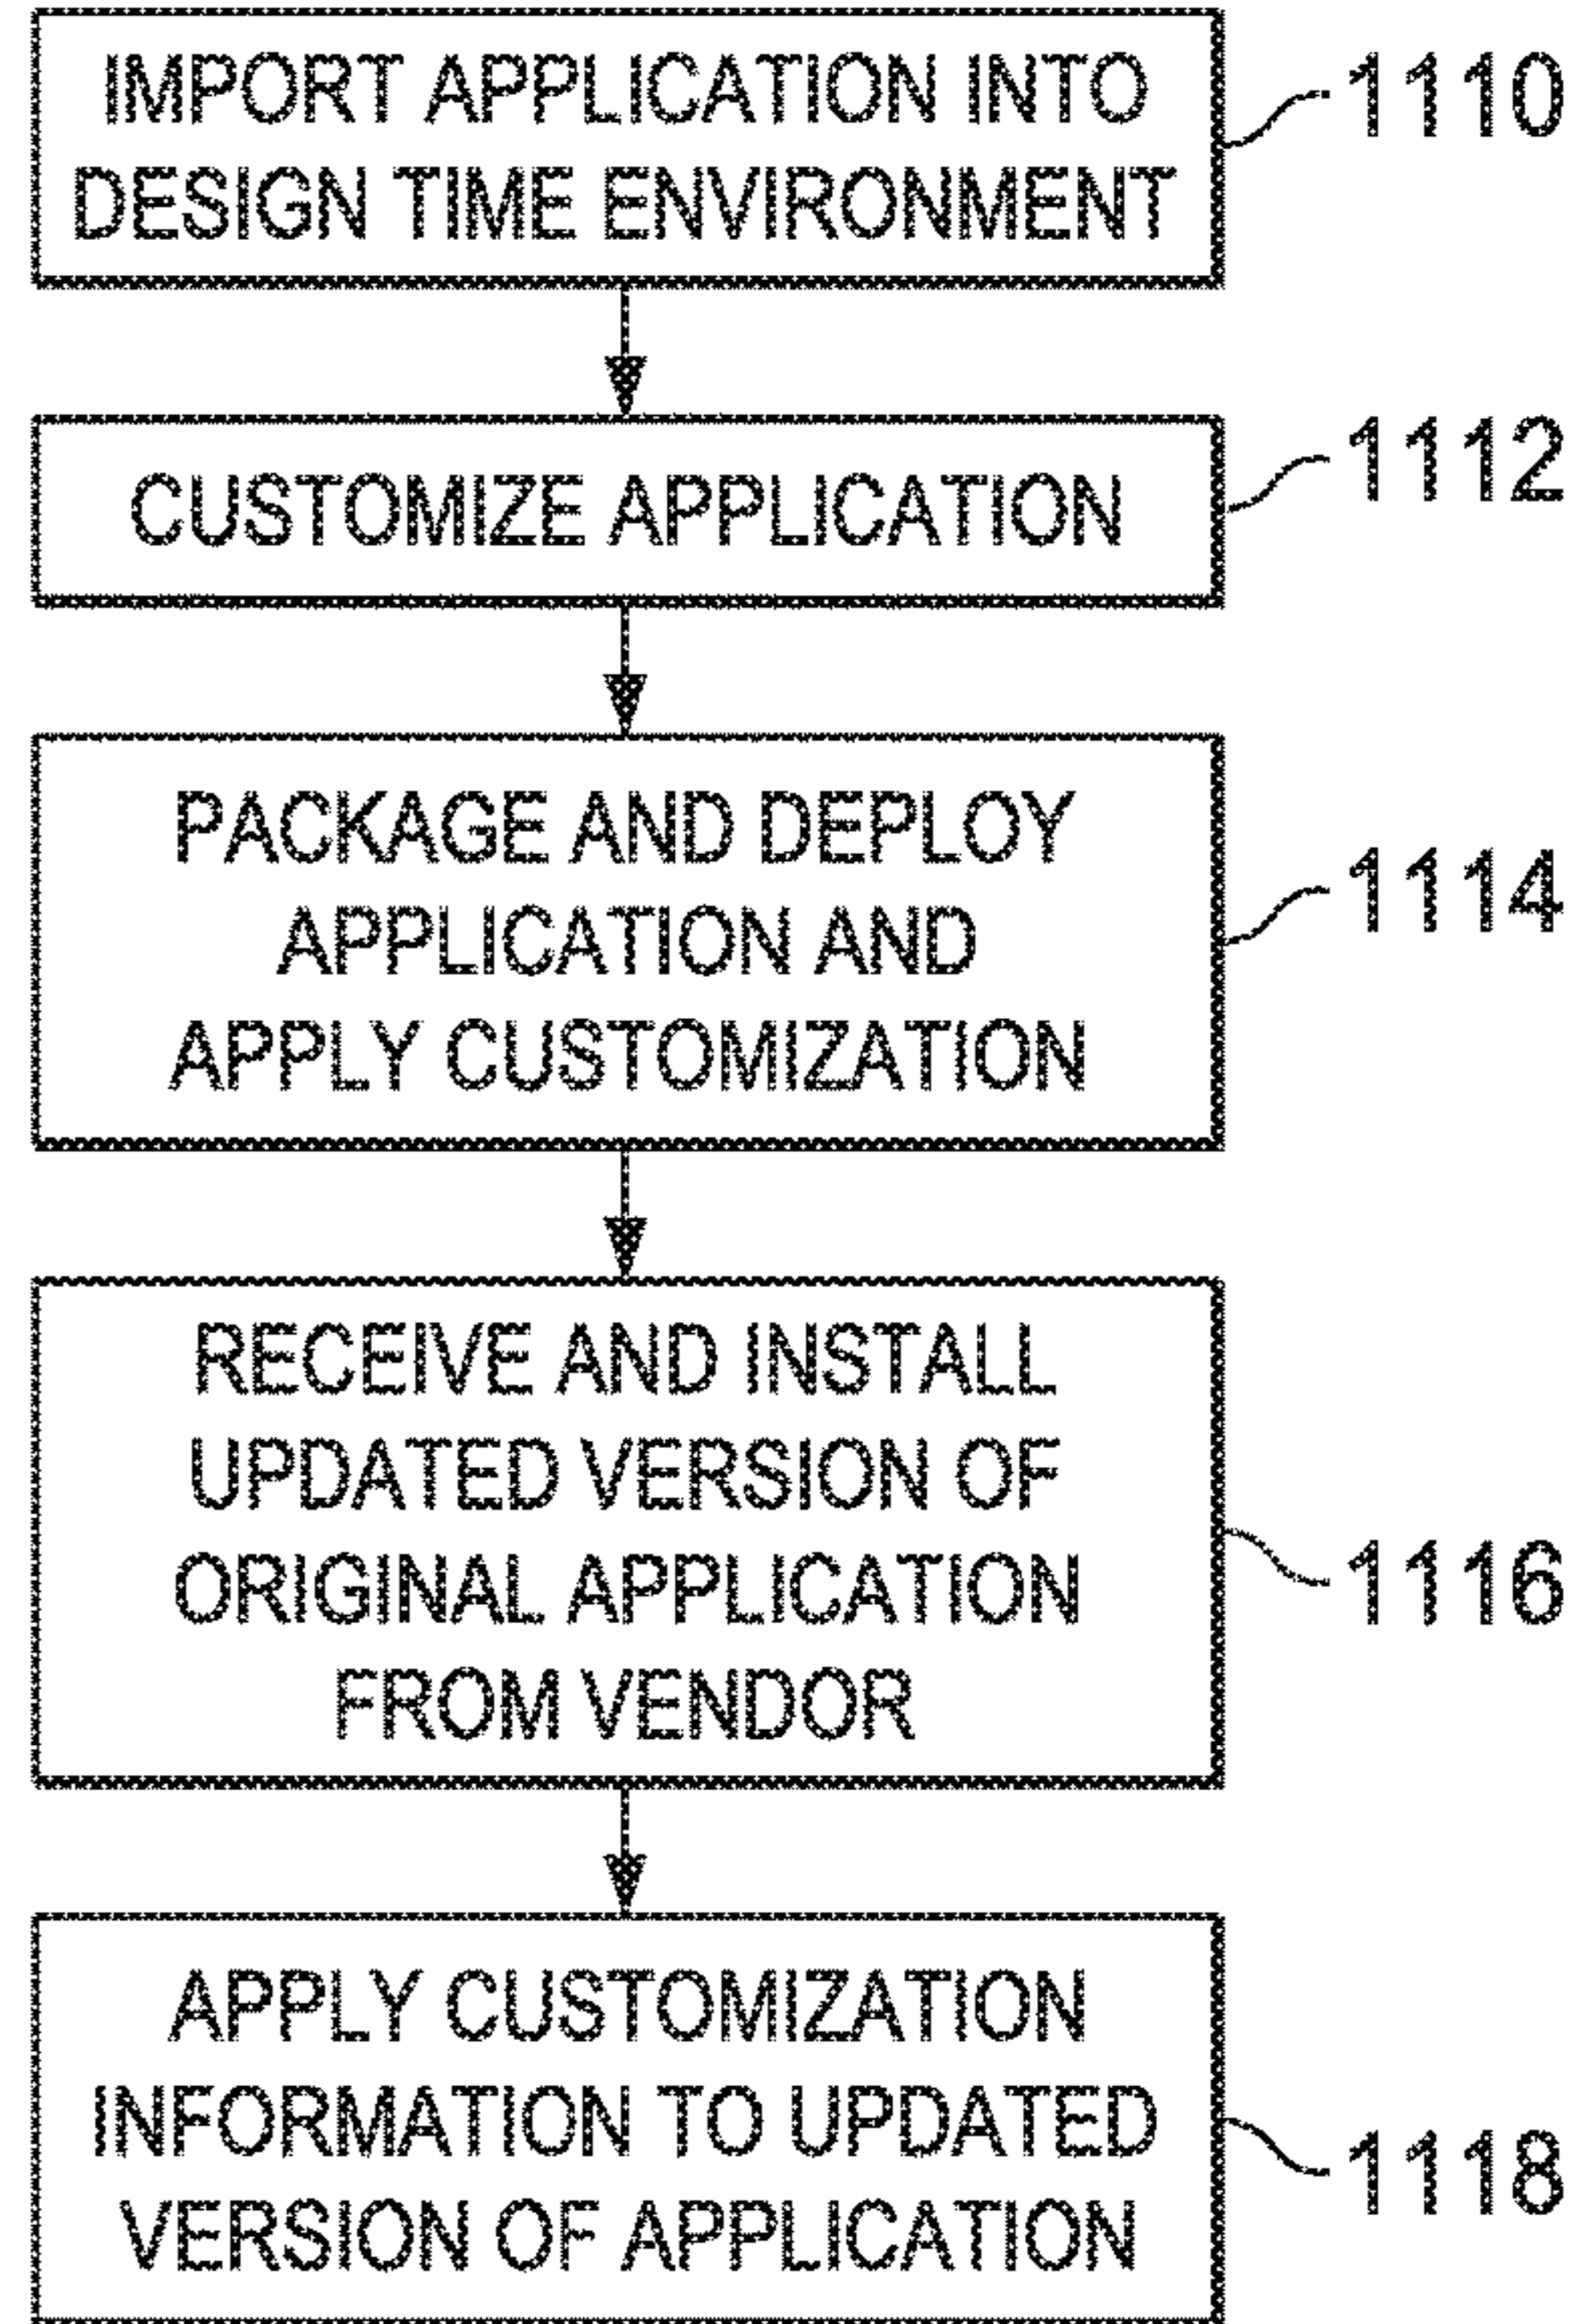 IMPORT APPLICATION INTO
DESIGN TIME ENVIRONMENT
1110
CUSTOMIZE APPLICATION
1112
PACKAGE AND DEPLOY
APPLICATION AND
APPLY CUSTOMIZATION
1114
RECEIVE AND INSTALL
UPDATED VERSION OF
ORIGINAL APPLICATION
FROM VENDOR
1116
APPLY CUSTOMIZATION
INFORMATION TO UPDATED
VERSION OF APPLICATION
1118